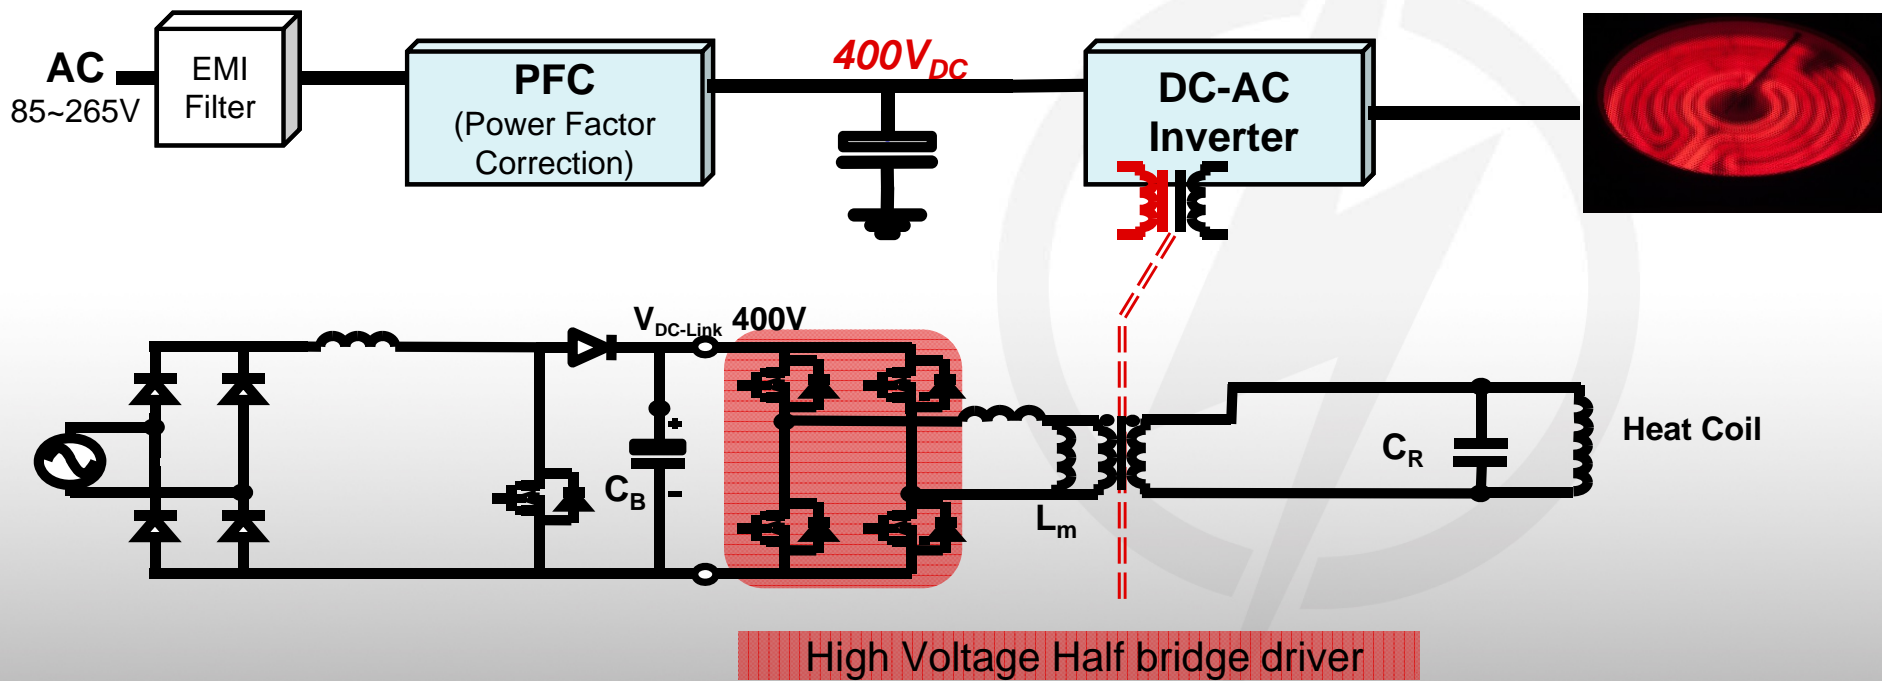 AC
85~265V
EMI
Filter
PFC
(Power Factor
Correction)
400VDC
DC-AC
Inverter
VDC-Link 400V
+
CB
-
Lm
CR
Heat Coil
High Voltage Half bridge driver